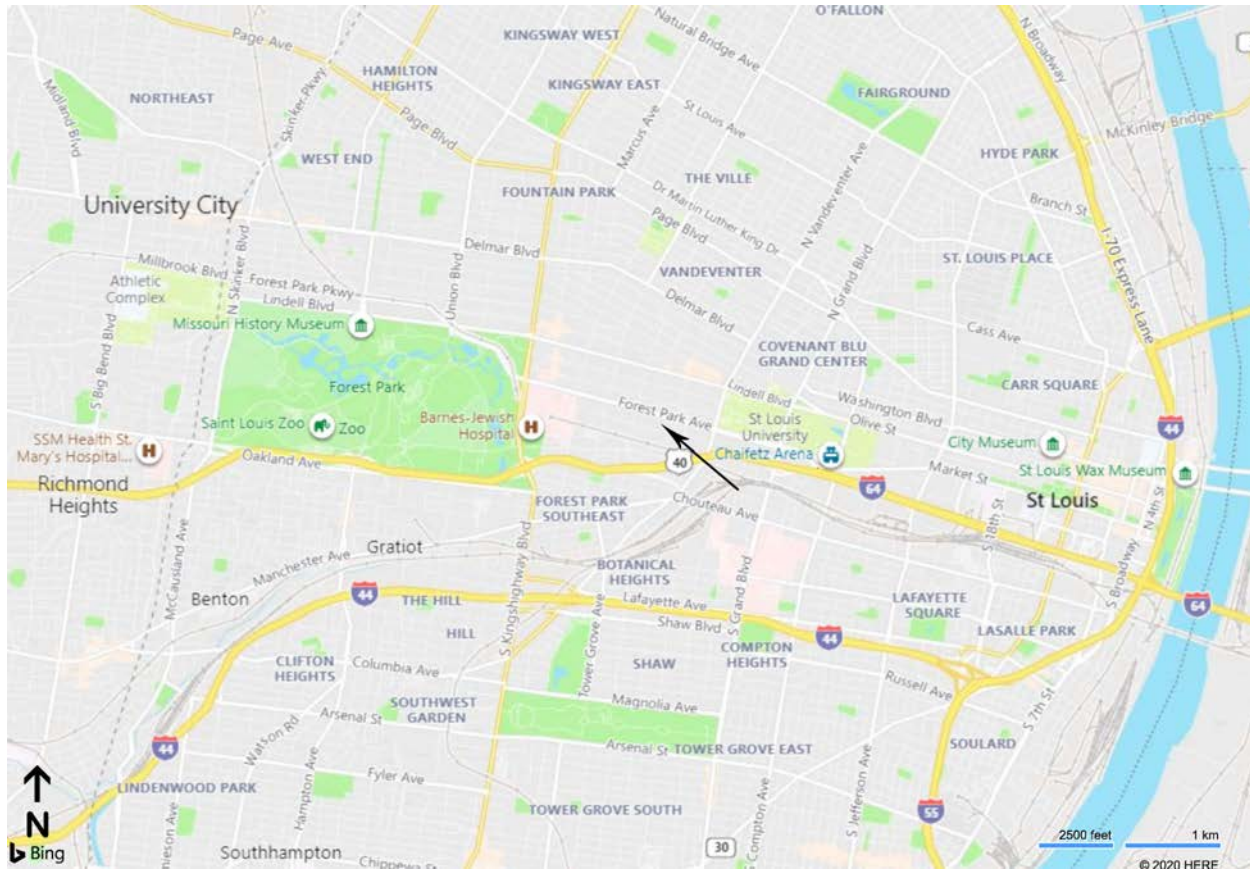 O'FALLON
KINGSWAY WEST
Natural Bridge Ave
N Broadway
Page Ave
HAMILTON
HEIGHTS
KINGSWAY EAST
FAIRGROUND
Midland Blvd
NORTHEAST
Skinker Pkwy
Page Blvd
St Louis Ave
Marcus Ave
McKinley Bridge
WEST END
HYDE PARK
FOUNTAIN PARK
THE VILLE
N Vandeventer Ave
University City
Dr Martin Luther King Dr
Page Blvd
Branch St
I-70 Express Lane
Delmar Blvd
ST. LOUIS PLACE
Millbrook Blvd
Forest Park Pkwy
N Skinker Blvd
Union Blvd
VANDEVENTER
N Grand Blvd
Athletic
Complex
Lindell Blvd
Delmar Blvd
Missouri History Museum
Cass Ave
COVENANT BLU
GRAND CENTER
S Big Bend Blvd
Forest Park
CARR SQUARE
Lindell Blvd
Washington Blvd
Saint Louis Zoo
Zoo
Barnes-Jewish
Hospital
Forest Park Ave
St Louis
University
Olive St
44
SSM Health St.
Mary's Hospital...
Chaifetz Arena
City Museum
Oakland Ave
40
Market St
St Louis Wax Museum
Richmond
Heights
64
St Louis
N 4th St
FOREST PARK
SOUTHEAST
Chouteau Ave
S 18th St
Gratiot
Manchester Ave
McCausland Ave
BOTANICAL
HEIGHTS
S Broadway
Benton
44
THE HILL
Lafayette Ave
LAFAYETTE
SQUARE
64
S Kingshighway Blvd
HILL
Shaw Blvd
S Grand Blvd
44
LASALLE PARK
CLIFTON
HEIGHTS
Columbia Ave
Tower Grove Ave
SHAW
COMPTON
HEIGHTS
Russell Ave
SOUTHWEST
GARDEN
Magnolia Ave
S 7th St
Arsenal St
Watson Rd
44
Arsenal St
TOWER GROVE EAST
SOULARD
LINDENWOOD PARK
Hampton Ave
Fyler Ave
S Jefferson Ave
N
TOWER GROVE SOUTH
55
Bing
Southhampton
Chippewa St
30
Compton Ave
2500 feet
1 km
© 2020 HERE